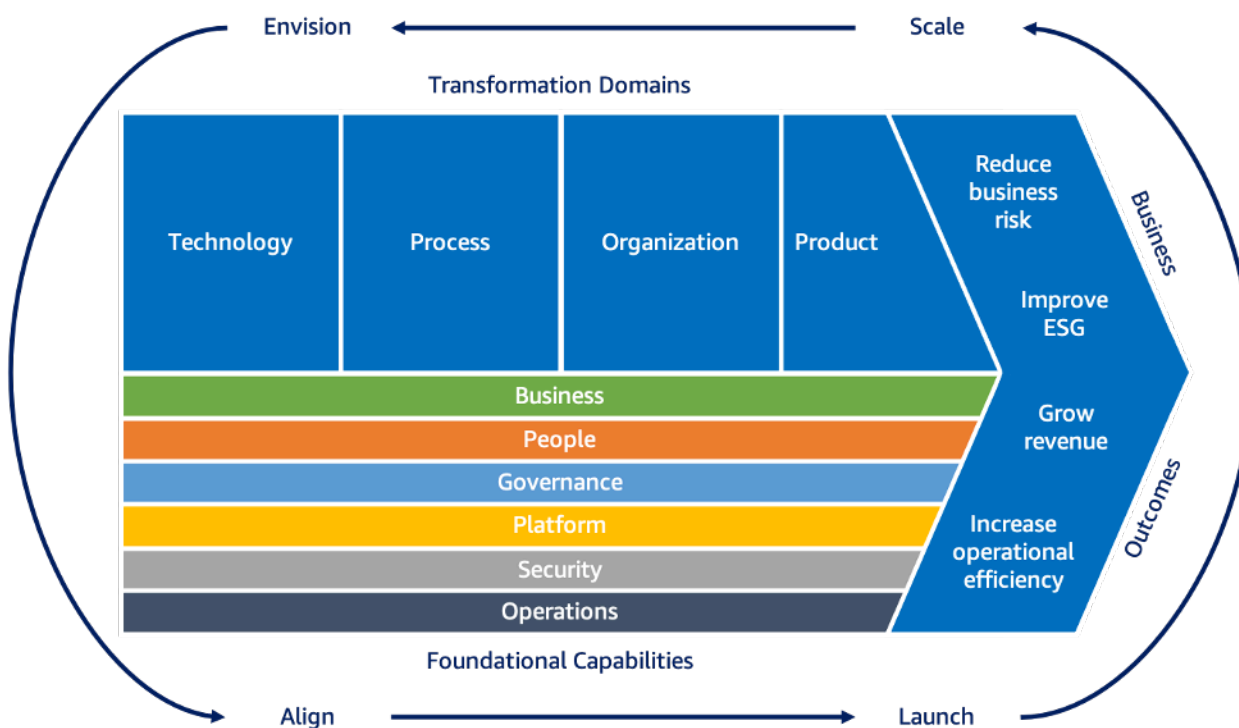 Envision
Scale
Transformation Domains
Technology
Process
Organization
Product
Reduce
business
risk
Improve
ESG
Grow
revenue
Increase
operational
efficiency
Business
Outcomes
Business
People
Governance
Platform
Security
Operations
Foundational Capabilities
Align
Launch